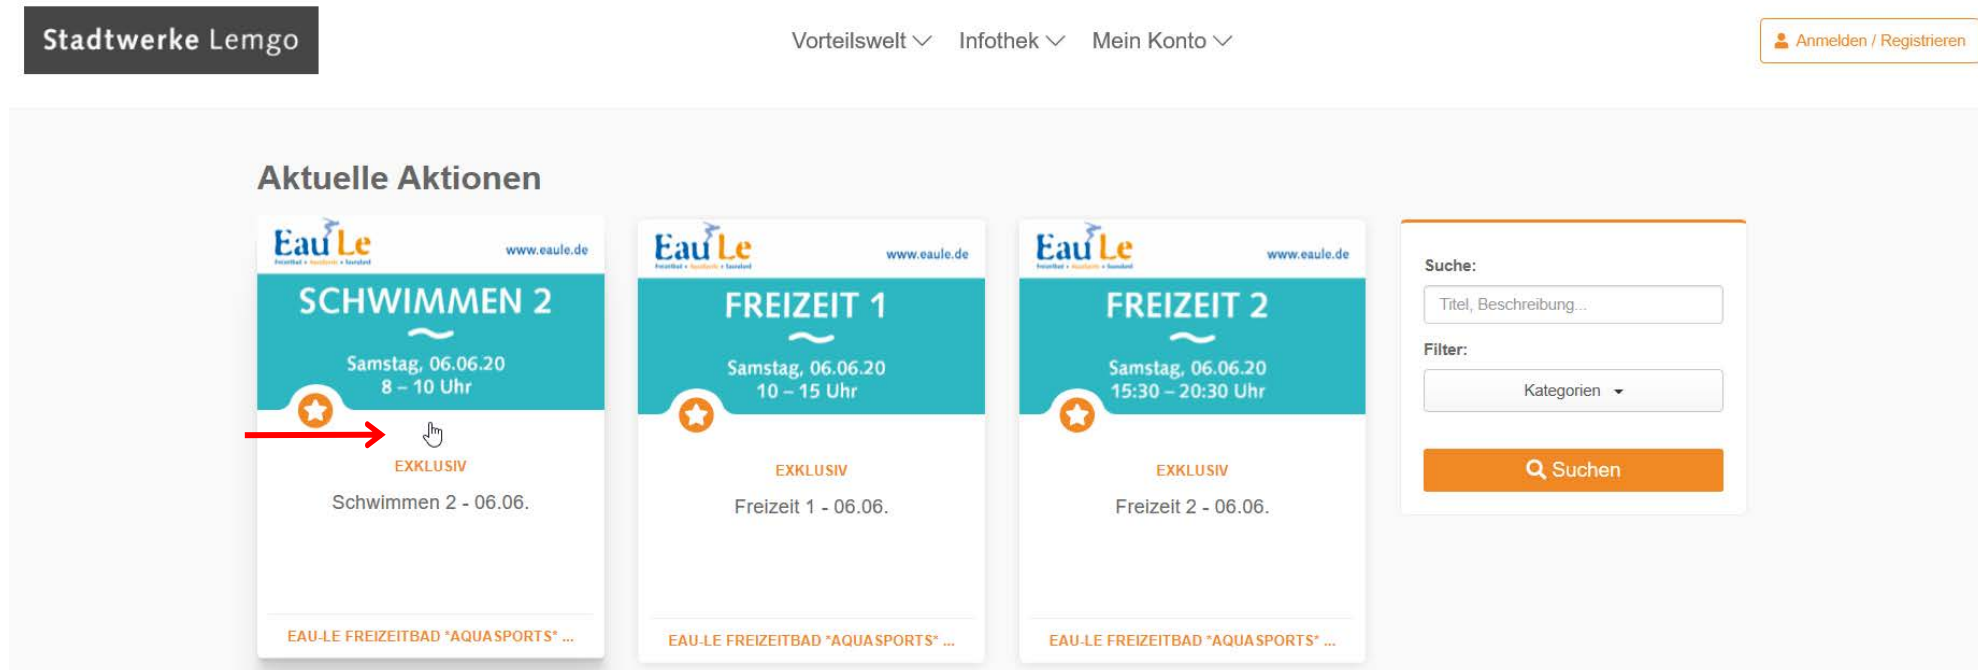 Stadtwerke Lemgo
Vorteilswelt Infothek Mein Konto
Anmelden / Registrieren
Aktuelle Aktionen
Eau Le
www.eaule.de
SCHWIMMEN 2
Samstag, 06.06.20
8 – 10 Uhr
EXKLUSIV
Schwimmen 2 - 06.06.
EAU-LE FREIZEITBAD "AQUASPORTS" ...
Eau Le
www.eaule.de
FREIZEIT 1
Samstag, 06.06.20
10 – 15 Uhr
EXKLUSIV
Freizeit 1 - 06.06.
EAU-LE FREIZEITBAD "AQUASPORTS" ...
Eau Le
www.eaule.de
FREIZEIT 2
Samstag, 06.06.20
15:30 – 20:30 Uhr
EXKLUSIV
Freizeit 2 - 06.06.
EAU-LE FREIZEITBAD "AQUASPORTS" ...
Suche:
Titel, Beschreibung...
Filter:
Kategorien
Suchen